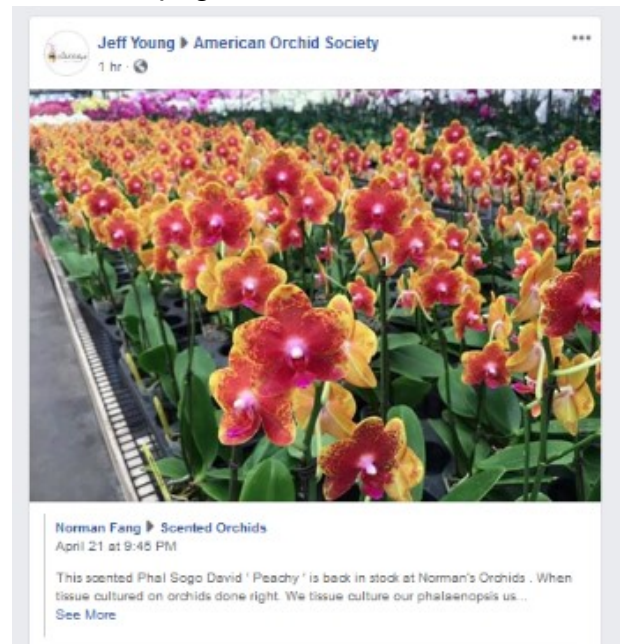 Jeff Young ▶ American Orchid Society
1 hr ·
Norman Fang ▶ Scented Orchids
April 21 at 9:45 PM
This scented Phal Sogo David ' Peachy ' is back in stock at Norman's Orchids . When
tissue cultured on orchids done right. We tissue culture our phalaenopsis us...
See More